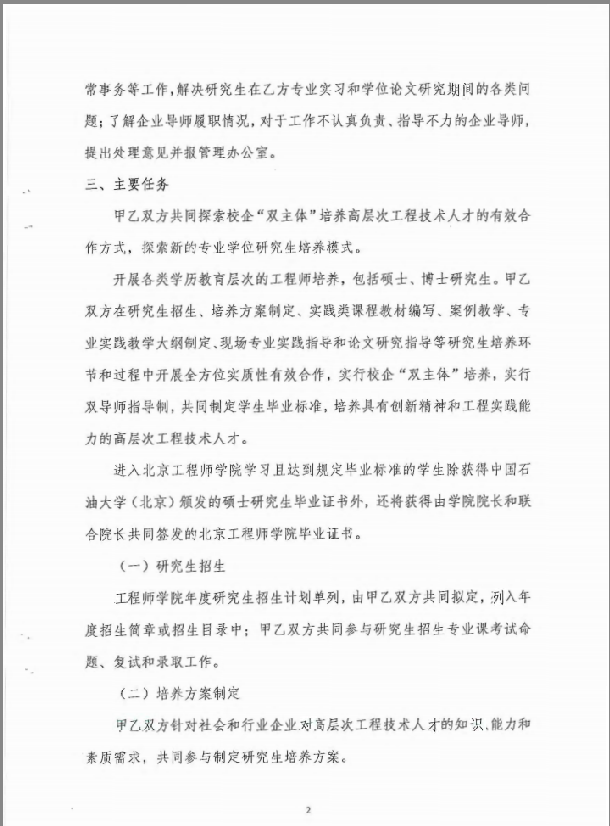 常事务等工作,解决研究生在乙方专业实习和学位论文研究期间的各类问
题;了解企业导师履职情况,对于工作不认真负责、指导不力的企业导师,
提出处理意见并报管理办公室。
三、主要任务
甲乙双方共同探索校企“双主体”培养高层次工程技术人才的有效合
作方式，探索新的专业学位研究生培养模式。
开展各类学历教育层次的工程师培养，包括硕士、博士研究生。甲乙
双方在研究生招生、培养方案制定、实践类课程教材编写、案例教学、专
业实践教学大纲制定、现场专业实践指导和论文研究指导等研究生培养环
节和过程中开展全方位实质性有效合作，实行校企“双主体”培养，实行
双导师指导制，共同制定学生毕业标准，培养具有创新精神和工程实践能
力的高层次工程技术人才。
进入北京工程师学院学习且达到规定毕业标准的学生除获得中国石
油大学（北京）颁发的硕士研究生毕业证书外，还将获得由学院院长和联
合院长共同签发的北京工程师学院毕业证书。
（一）研究生招生
工程师学院年度研究生招生计划单列，由甲乙双方共同拟定，列入年
度招生简章或招生目录中；甲乙双方共同参与研究生招生专业课考试命
题、复试和录取工作。
（二）培养方案制定
甲乙双方针对社会和行业企业对高层次工程技术人才的知识、能力和
素质需求，共同参与制定研究生培养方案。
2